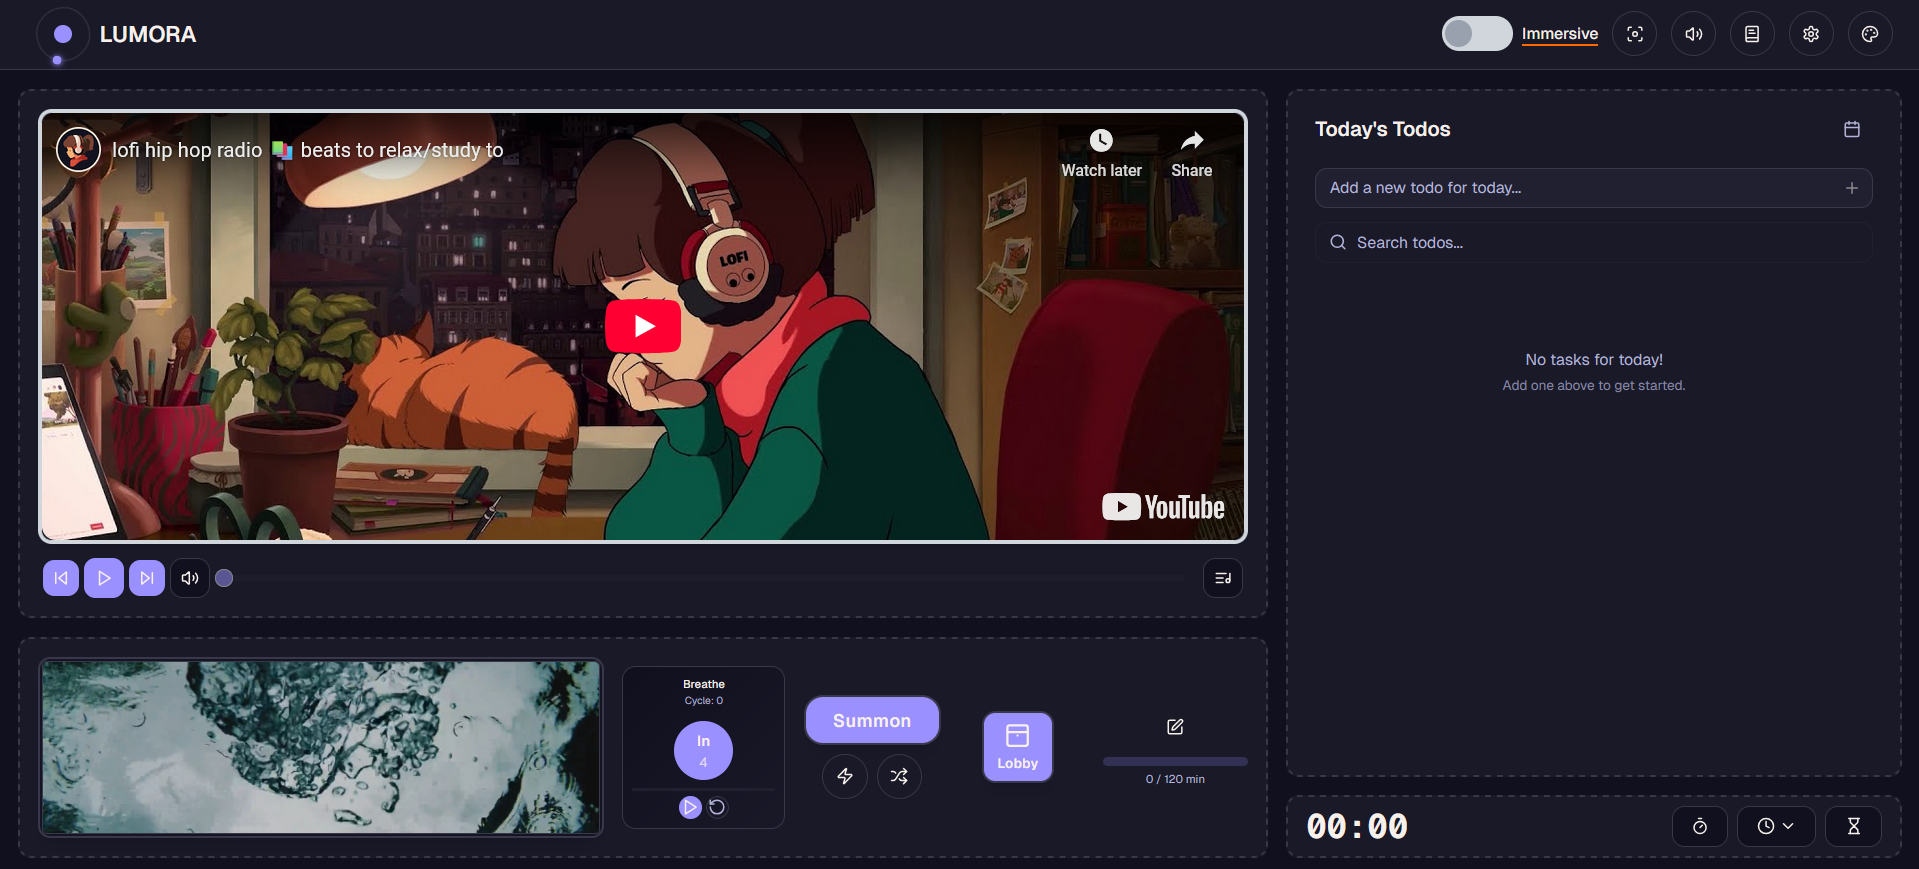 LUMORA
Immersive
lofi hip hop radio 📚 beats to relax/study to
Watch later
Share
LOFI
YouTube
Today's Todos
Add a new todo for today...
Search todos...
No tasks for today!
Add one above to get started.
Breathe
Cycle: 0
In
4
Summon
Lobby
0 / 120 min
00:00